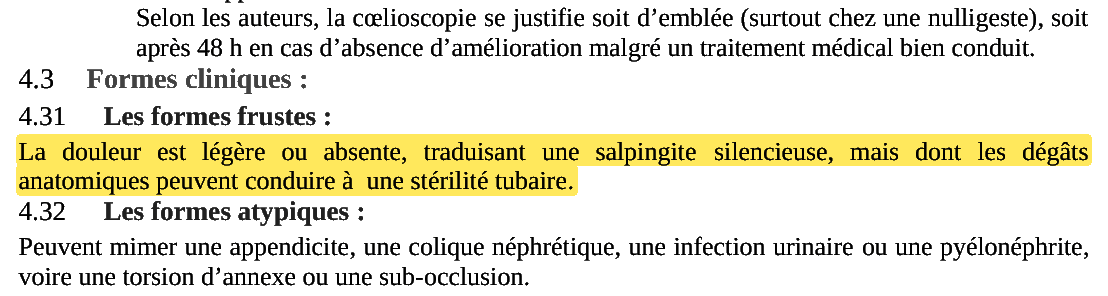 Selon les auteurs, la cœlioscopie se justifie soit d’emblée (surtout chez une nulligeste), soit
après 48 h en cas d’absence d’amélioration malgré un traitement médical bien conduit.
4.3 Formes cliniques :
4.31 Les formes frustes :
La douleur est légère ou absente, traduisant une salpingite silencieuse, mais dont les dégâts
anatomiques peuvent conduire à une stérilité tubaire.
4.32 Les formes atypiques :
Peuvent mimer une appendicite, une colique néphrétique, une infection urinaire ou une pyélonéphrite,
voire une torsion d’annexe ou une sub-occlusion.